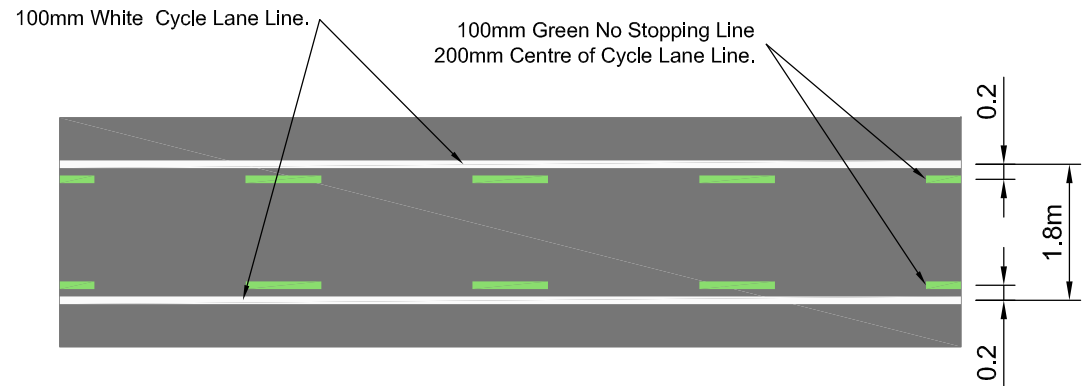 100mm White  Cycle Lane Line.
100mm Green No Stopping Line
200mm Centre of Cycle Lane Line.
0.2
1.8m
0.2